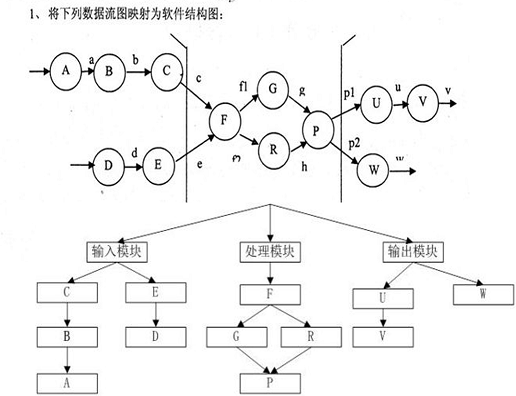 1、将下列数据流图映射为软件结构图:
A a B b C c
f1 G g
p1 U u V v
F P
D d E e
R h
p2 W w
输入模块 处理模块 输出模块
C E F U W
B D G R V
A P